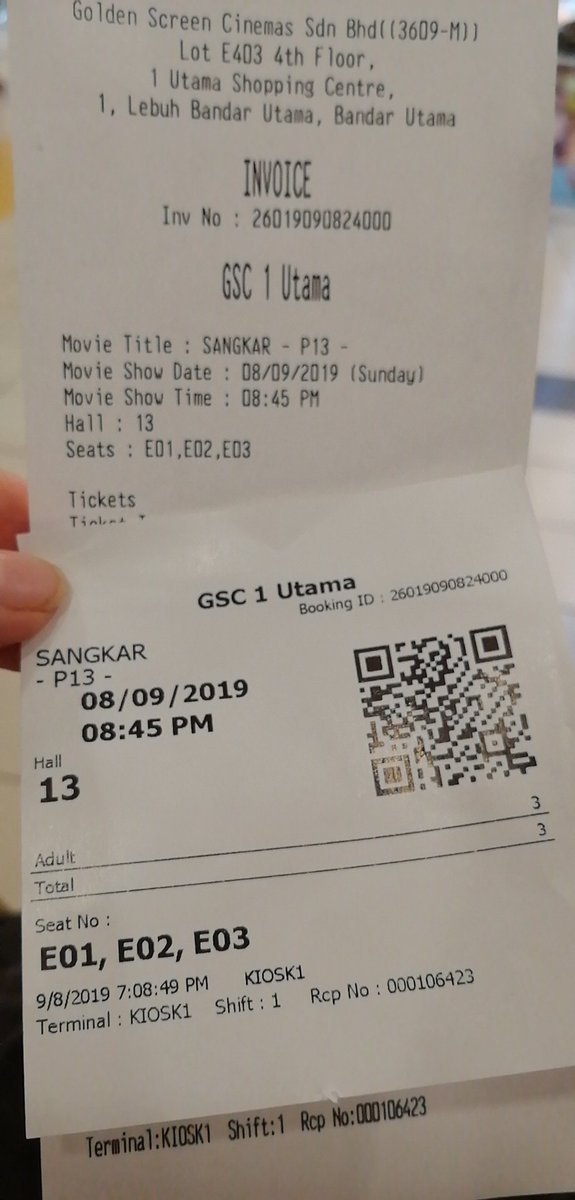 Golden Screen Cinemas Sdn Bhd((3609-M))
Lot E403 4th Floor,
1 Utama Shopping Centre,
1, Lebuh Bandar Utama, Bandar Utama
INVOICE
Inv No : 26019090824000
GSC 1 Utama
Movie Title : SANGKAR - P13 -
Movie Show Date : 08/09/2019 (Sunday)
Movie Show Time : 08:45 PM
Hall : 13
Seats : E01,E02,E03
Tickets
GSC 1 Utama
Booking ID : 26019090824000
SANGKAR
- P13 -
08/09/2019
08:45 PM
Hall
13
Adult 3
Total 3
Seat No :
E01, E02, E03
9/8/2019 7:08:49 PM KIOSK1
Terminal : KIOSK1 Shift : 1 Rcp No : 000106423
Terminal:KIOSK1 Shift:1 Rcp No:000106423